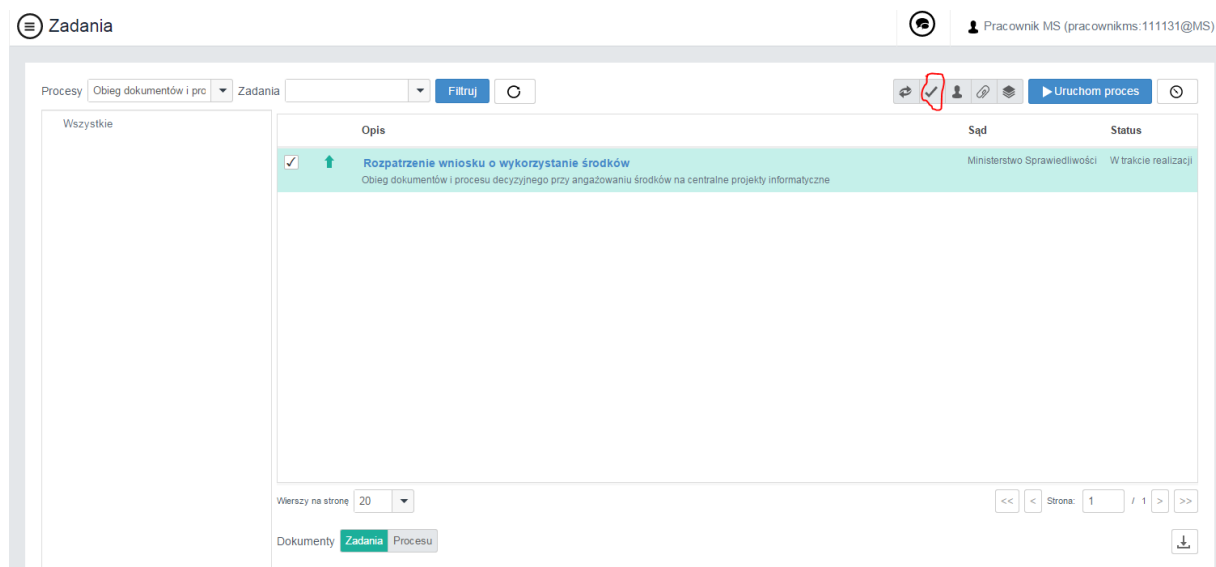 Zadania
Pracownik MS (pracownikms:111131@MS)
Procesy Obieg dokumentów i prc Zadania Filtruj Uruchom proces
Wszystkie
Opis Sąd Status
Rozpatrzenie wniosku o wykorzystanie środków Ministerstwo Sprawiedliwości W trakcie realizacji
Obieg dokumentów i procesu decyzyjnego przy angażowaniu środków na centralne projekty informatyczne
Wierszy na stronę 20 << < Strona: 1 / 1 > >>
Dokumenty Zadania Procesu